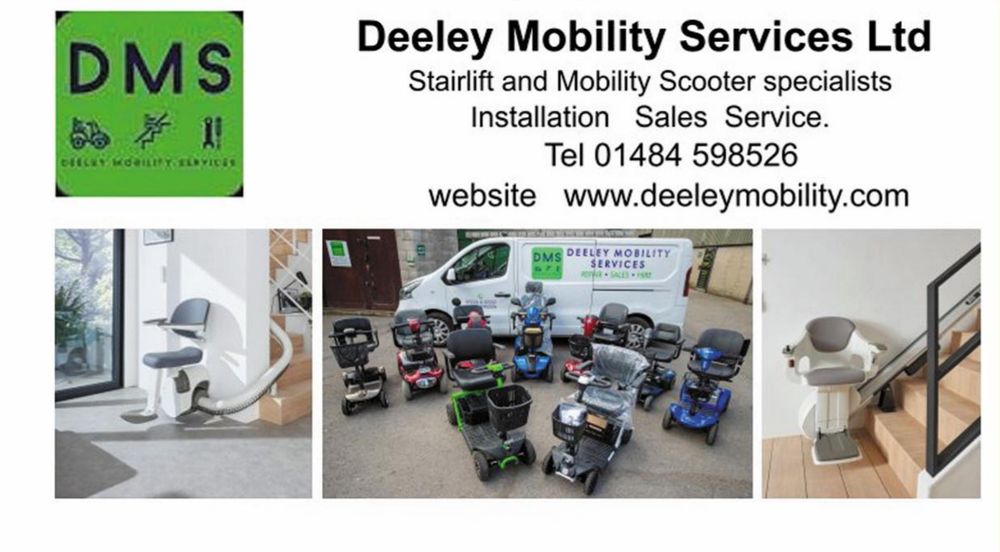 DMS
DEELEY MOBILITY SERVICES
Deeley Mobility Services Ltd
Stairlift and Mobility Scooter specialists
Installation Sales Service.
Tel 01484 598526
website www.deeleymobility.com
DMS
DEELEY MOBILITY
SERVICES
REPAIR • SALES • HIRE